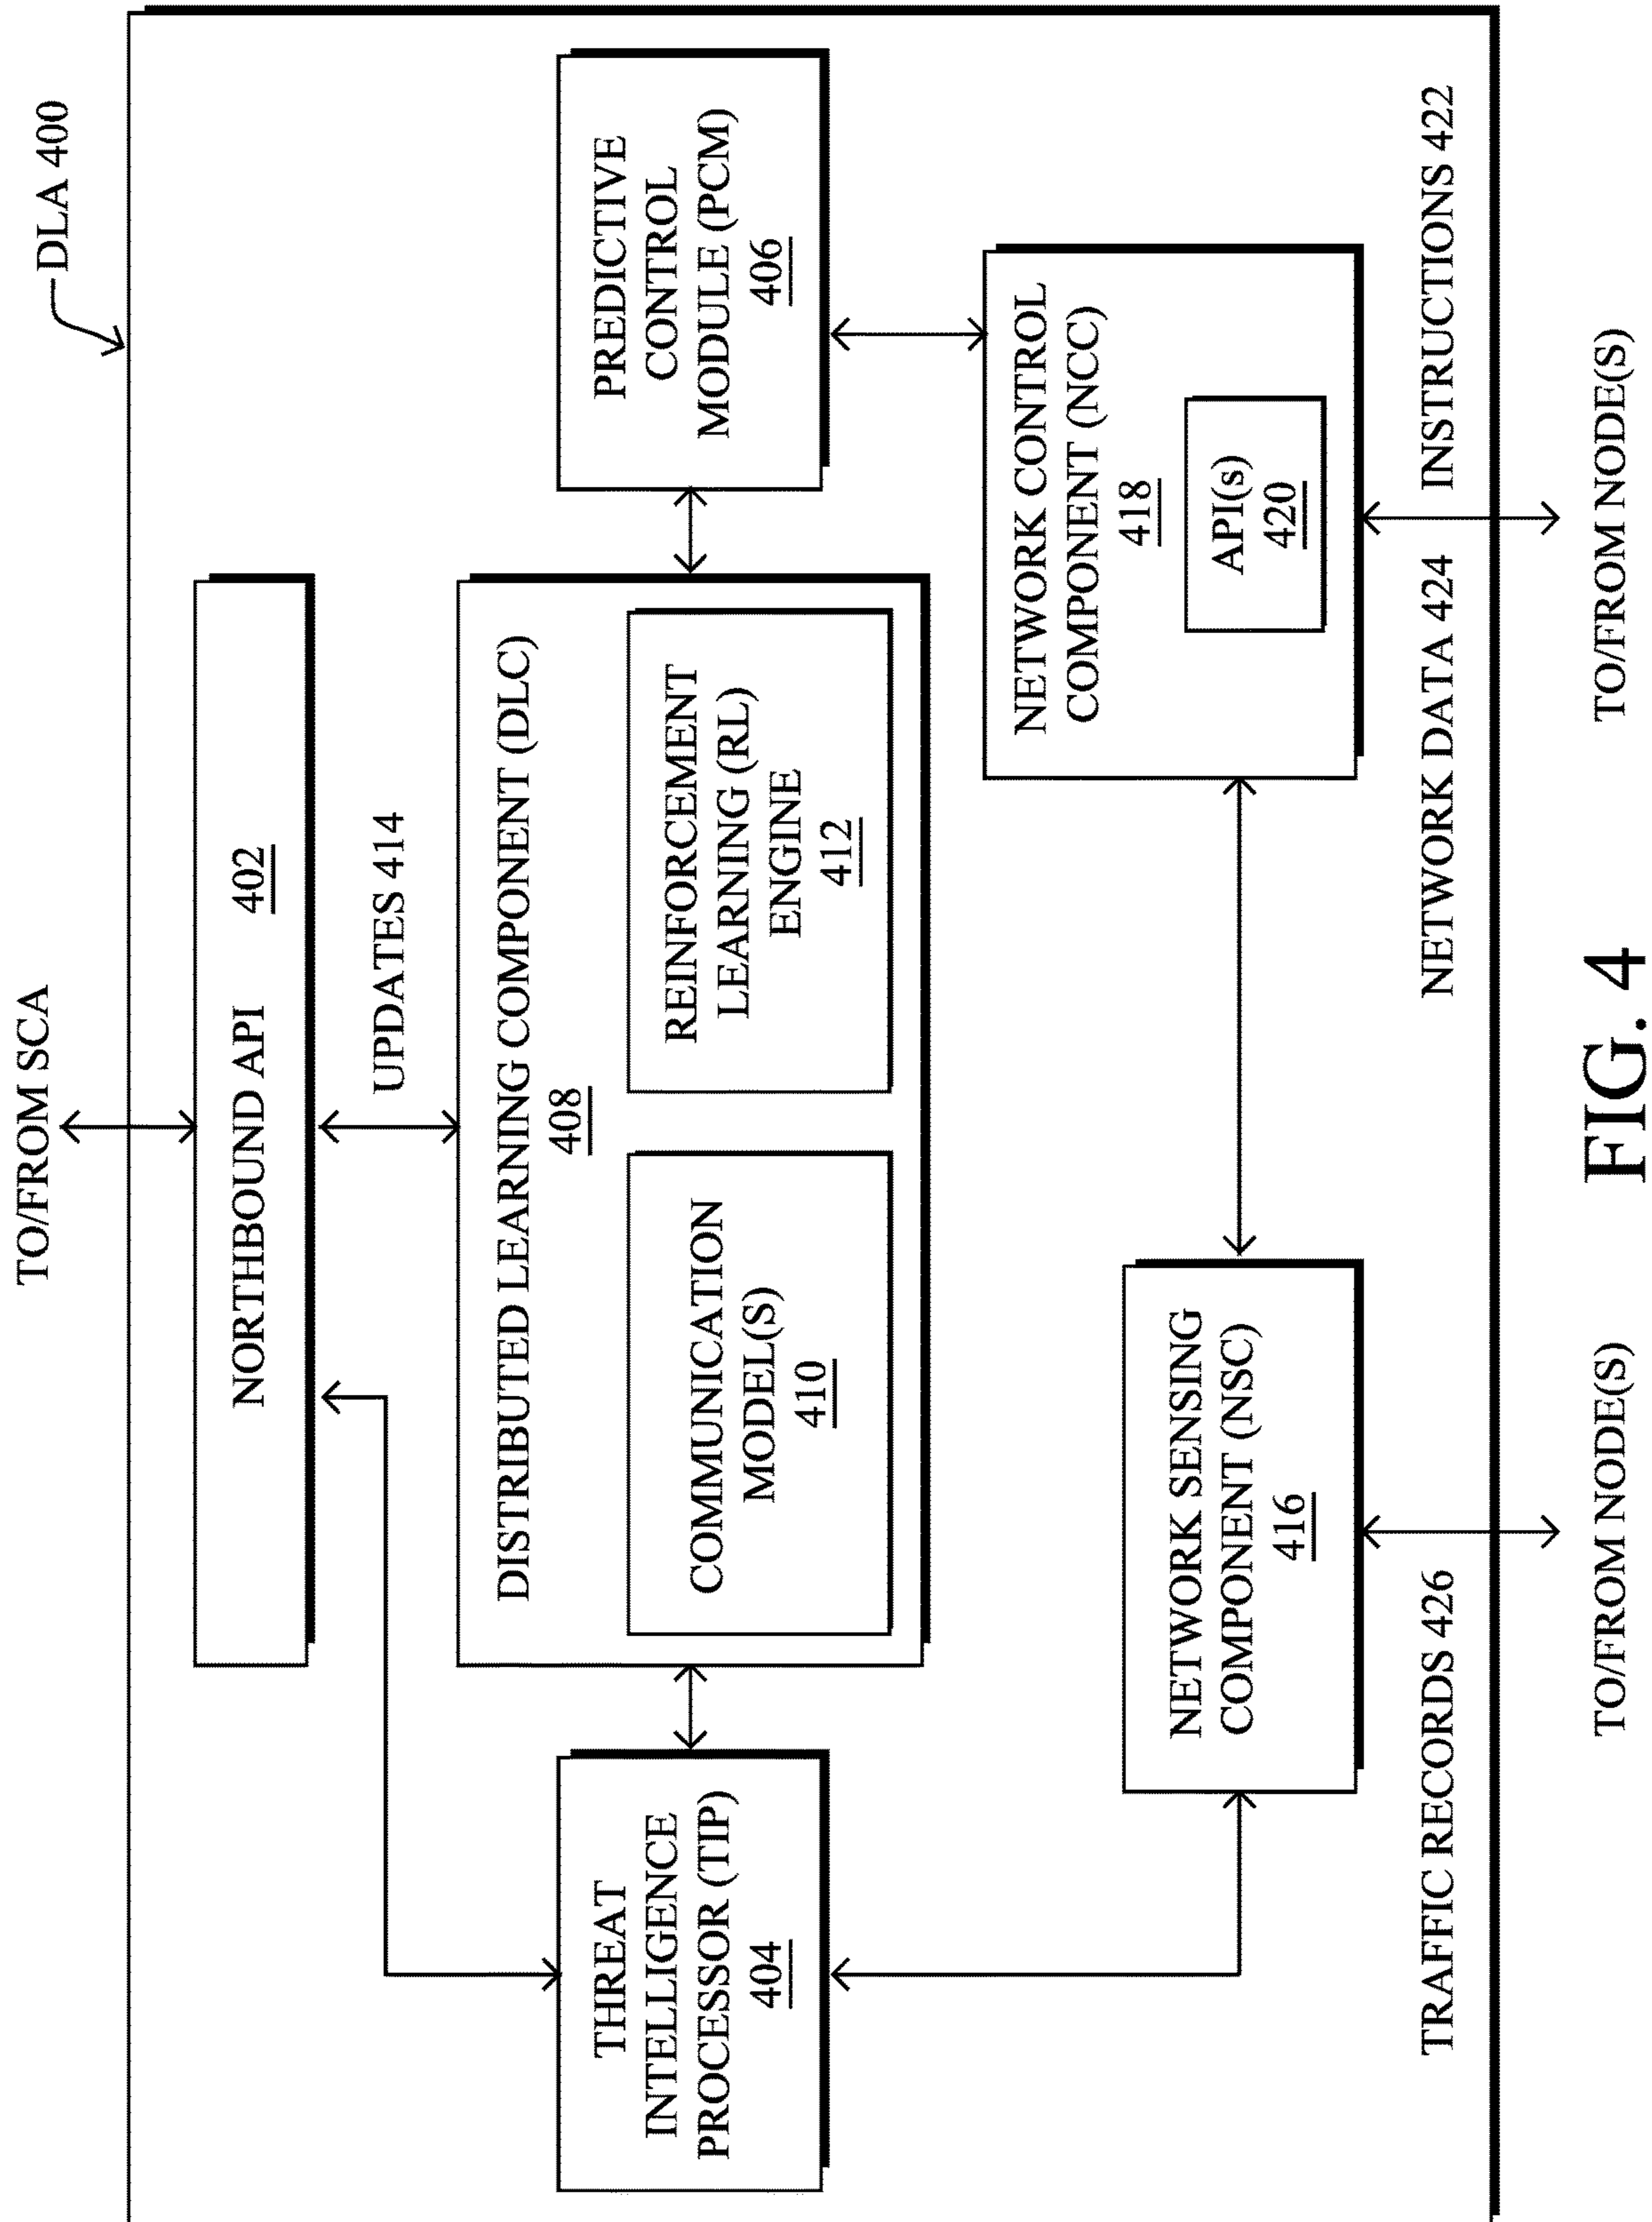 DLA 400
TO/FROM SCA
NORTHBOUND API 402
UPDATES 414
THREAT
INTELLIGENCE
PROCESSOR (TIP)
404
DISTRIBUTED LEARNING COMPONENT (DLC)
408
COMMUNICATION
MODEL(S)
410
REINFORCEMENT
LEARNING (RL)
ENGINE
412
PREDICTIVE
CONTROL
MODULE (PCM)
406
NETWORK SENSING
COMPONENT (NSC)
416
NETWORK CONTROL
COMPONENT (NCC)
418
API(s)
420
TRAFFIC RECORDS 426
NETWORK DATA 424
INSTRUCTIONS 422
TO/FROM NODE(S)
TO/FROM NODE(S)
FIG. 4